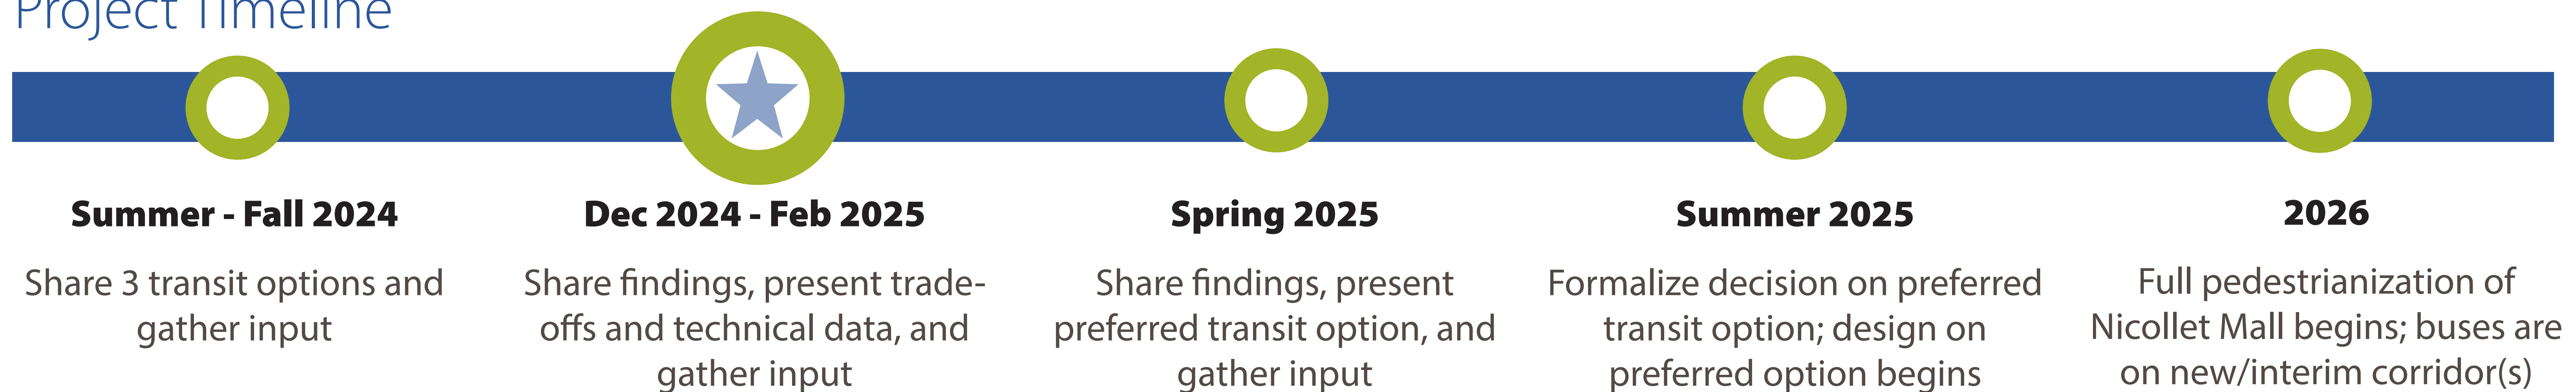 Project Timeline
Summer - Fall 2024
Share 3 transit options and
gather input
Dec 2024 - Feb 2025
Share findings, present trade-
offs and technical data, and
gather input
Spring 2025
Share findings, present
preferred transit option, and
gather input
Summer 2025
Formalize decision on preferred
transit option; design on
preferred option begins
2026
Full pedestrianization of
Nicollet Mall begins; buses are
on new/interim corridor(s)